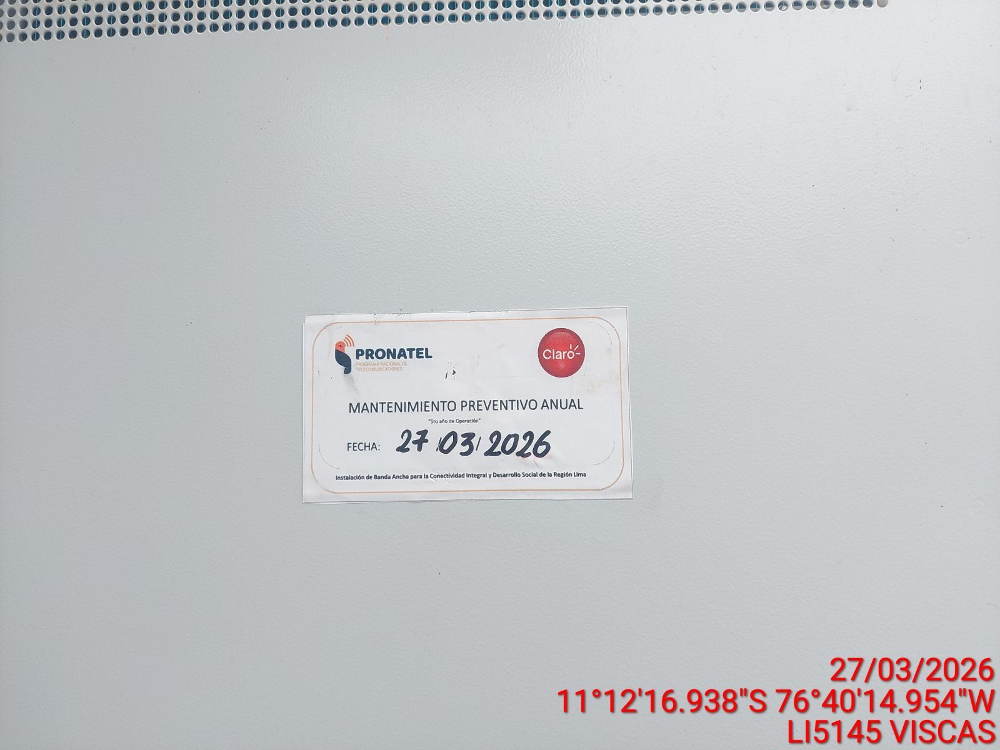 PRONATEL
PROGRAMA NACIONAL DE
TELECOMUNICACIONES
Claro
MANTENIMIENTO PREVENTIVO ANUAL
"5to año de Operación"
FECHA: 27/03/2026
Instalación de Banda Ancha para la Conectividad Integral y Desarrollo Social de la Región Lima
27/03/2026
11°12'16.938"S 76°40'14.954"W
LI5145 VISCAS